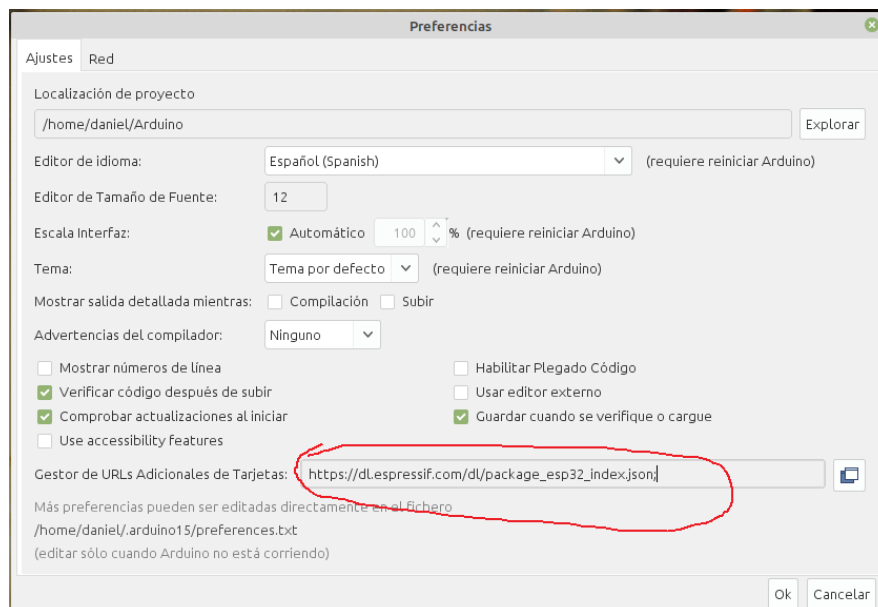 Preferencias
Ajustes Red
Localización de proyecto
/home/daniel/Arduino Explorar
Editor de idioma: Español (Spanish) (requiere reiniciar Arduino)
Editor de Tamaño de Fuente: 12
Escala Interfaz: Automático 100 % (requiere reiniciar Arduino)
Tema: Tema por defecto (requiere reiniciar Arduino)
Mostrar salida detallada mientras: Compilación Subir
Advertencias del compilador: Ninguno
Mostrar números de línea Habilitar Plegado Código
Verificar código después de subir Usar editor externo
Comprobar actualizaciones al iniciar Guardar cuando se verifique o cargue
Use accessibility features
Gestor de URLs Adicionales de Tarjetas: https://dl.espressif.com/dl/package_esp32_index.json;
Más preferencias pueden ser editadas directamente en el fichero
/home/daniel/.arduino15/preferences.txt
(editar sólo cuando Arduino no está corriendo)
Ok Cancelar